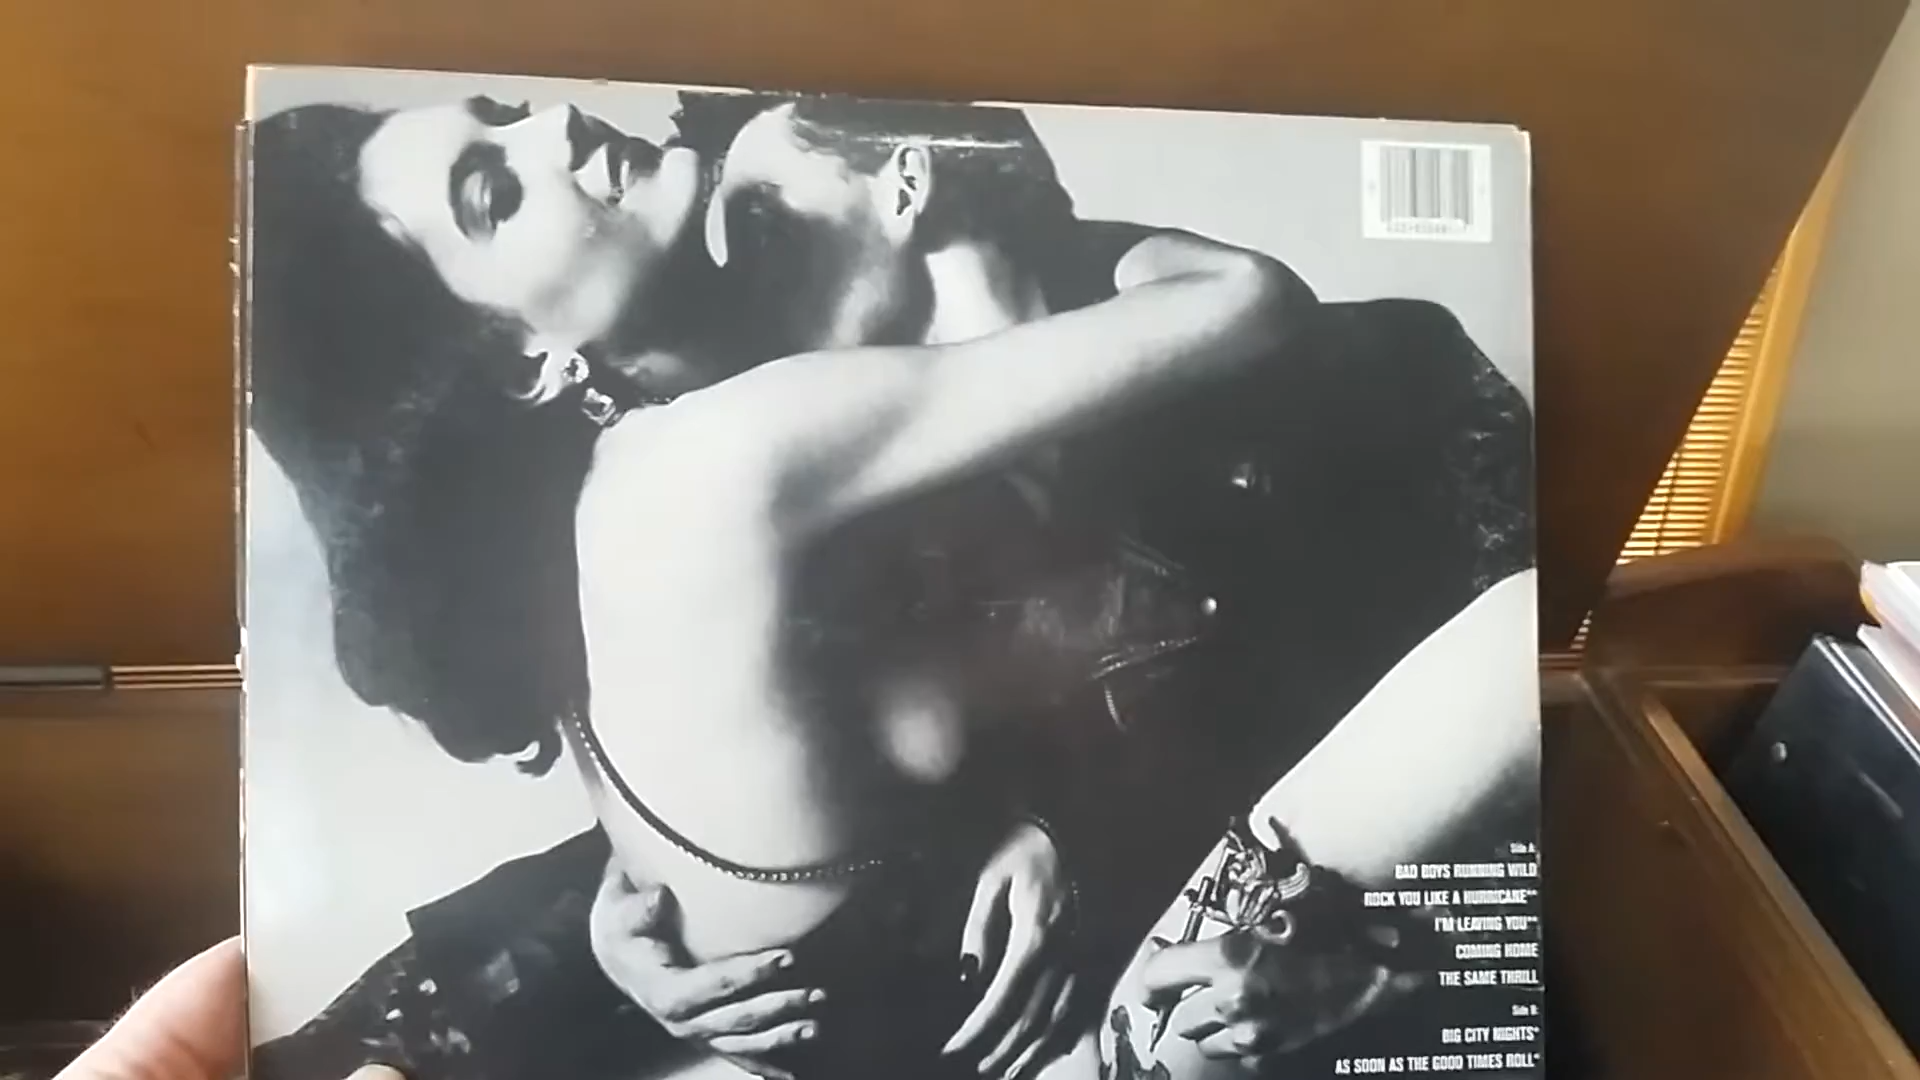 Side A:
BAD BOYS RUNNING WILD
ROCK YOU LIKE A HURRICANE**
I'M LEAVING YOU**
COMING HOME
THE SAME THRILL
Side B:
BIG CITY NIGHTS*
AS SOON AS THE GOOD TIMES ROLL*